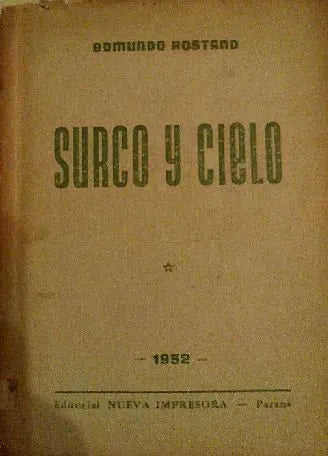 EDMUNDO ROSTAND
SURCO Y CIELO
- 1952 -
Editorial NUEVA IMPRESORA — Paraná